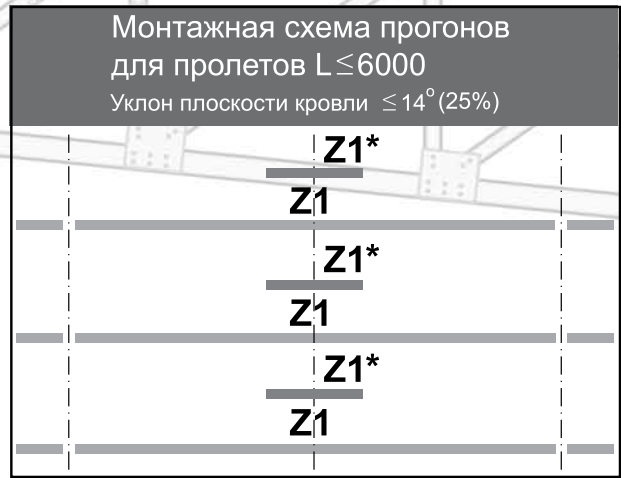 Монтажная схема прогонов
для пролетов L≤6000
Уклон плоскости кровли ≤14° (25%)
Z1*
Z1
Z1*
Z1
Z1*
Z1